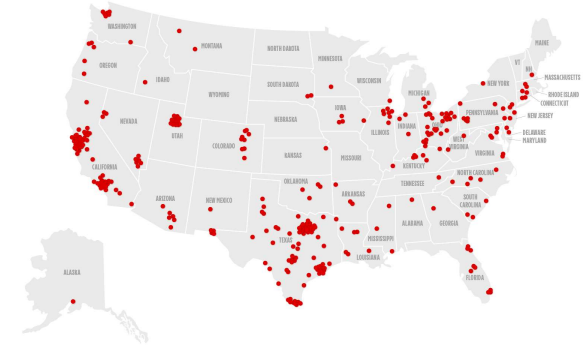 WASHINGTON
MAINE
MONTANA
NORTH DAKOTA
MINNESOTA
VT
NH
OREGON
IDAHO
SOUTH DAKOTA
WISCONSIN
MICHIGAN
NEW YORK
MASSACHUSETTS
WYOMING
RHODE ISLAND
CONNECTICUT
IOWA
PENNSYLVANIA
NEVADA
NEBRASKA
NEW JERSEY
UTAH
ILLINOIS
INDIANA
OHIO
DELAWARE
COLORADO
WEST
VIRGINIA
MARYLAND
KANSAS
MISSOURI
VIRGINIA
CALIFORNIA
KENTUCKY
NORTH CAROLINA
OKLAHOMA
TENNESSEE
ARIZONA
NEW MEXICO
ARKANSAS
SOUTH
CAROLINA
ALABAMA
GEORGIA
TEXAS
MISSISSIPPI
LOUISIANA
ALASKA
FLORIDA